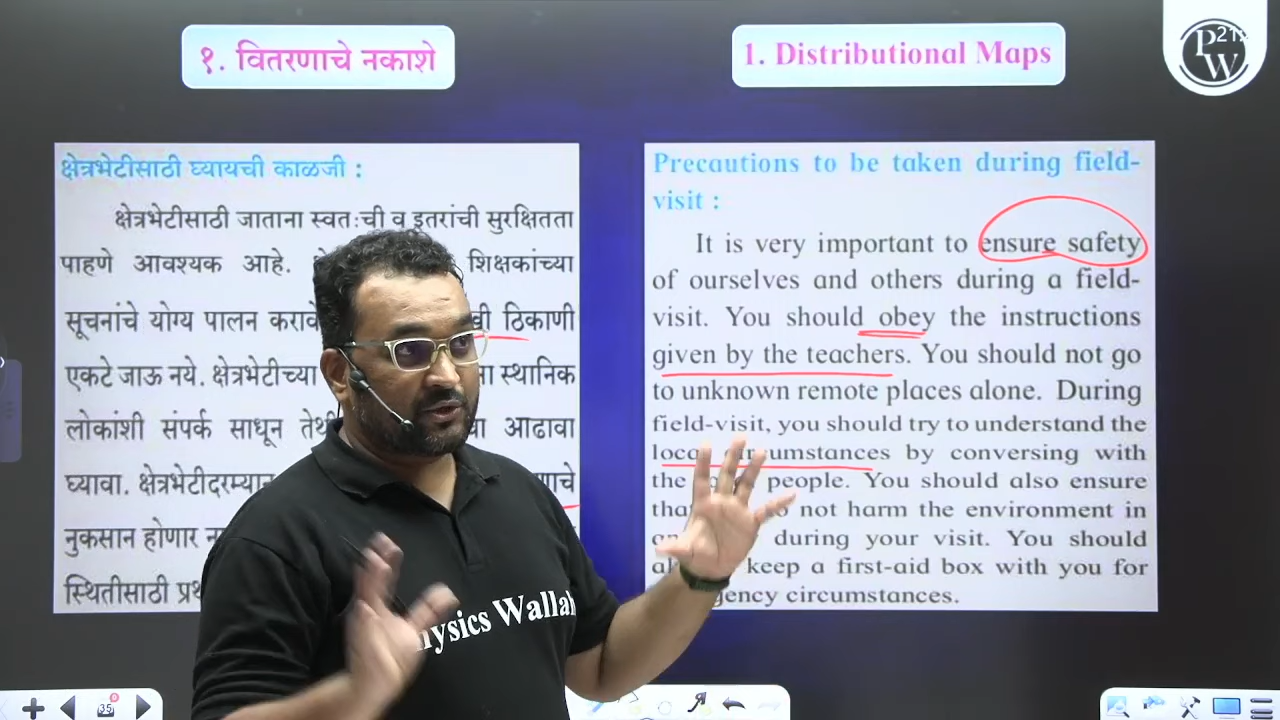 १. वितरणाचे नकाशे
1. Distributional Maps
PW
क्षेत्रभेटीसाठी घ्यायची काळजी :
क्षेत्रभेटीसाठी जाताना स्वतःची व इतरांची सुरक्षितता
पाहणे आवश्यक आहे. शिक्षकांच्या
सूचनांचे योग्य पालन ठिकाणी
एकटे जाऊ नये. क्षेत्रभेटीच्या स्थानिक
लोकांशी संपर्क साधून आढावा
घ्यावा.
नुकसान होणार
स्थितीसाठी
Precautions to be taken during field-
visit :
It is very important to ensure safety
of ourselves and others during a field-
visit. You should obey the instructions
given by the teachers. You should not go
to unknown remote places alone. During
field-visit, you should try to understand the
local circumstances by conversing with
the people. You should also ensure
not harm the environment in
during your visit. You should
keep a first-aid box with you for
circumstances.
Wallah
35